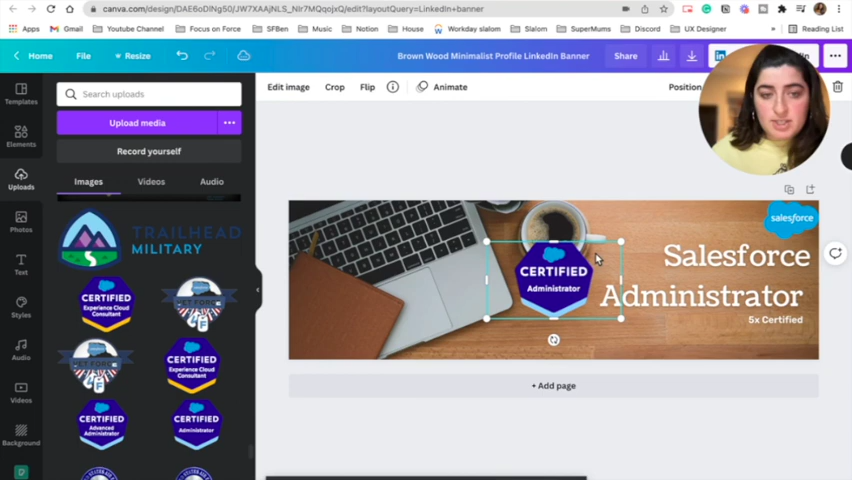 canva.com/design/DAE6oDlNg50/JW7XAAjNLS_Nlr7MQqojxQ/edit?layoutQuery=LinkedIn+banner
Apps
Gmail
Youtube Channel
SFBen
Focus on Force
Music
Notion
House
Workday slalom
Slalom
SuperMums
Discord
UX Designer
Reading List
Home
File
Resize
Brown Wood Minimalist Profile LinkedIn Banner
Share
in
Search uploads
Edit image
Crop
Flip
Animate
Position
Templates
Upload media
Record yourself
Elements
Uploads
Images
Videos
Audio
Photos
TRAILHEAD
MILITARY
Text
CERTIFIED
Experience Cloud
Consultant
VETFORCE
Styles
Audio
VETFORCE
CERTIFIED
Experience Cloud
Consultant
Videos
CERTIFIED
Advanced
Administrator
CERTIFIED
Administrator
Background
salesforce
Salesforce
Administrator
5x Certified
CERTIFIED
Administrator
+ Add page